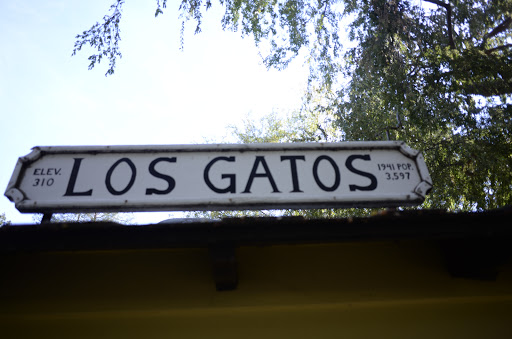 ELEV.
310
LOS GATOS
1941 POP.
3,597